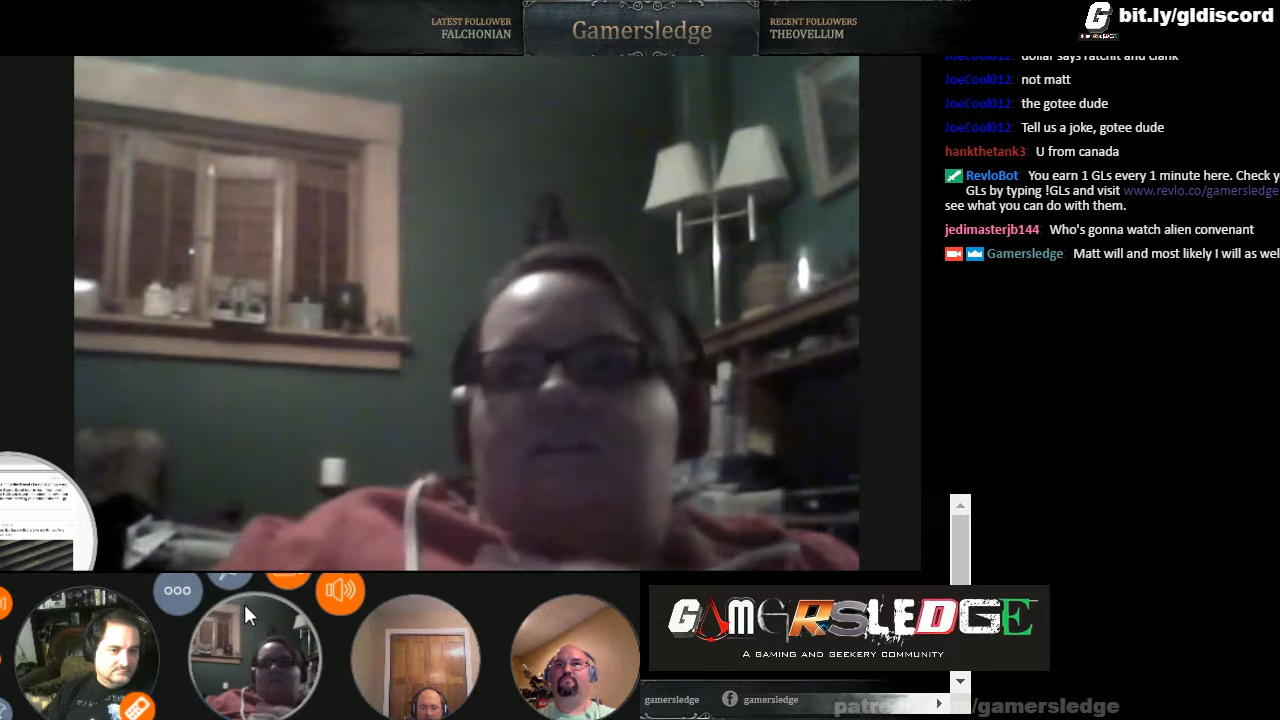 LATEST FOLLOWER
FALCHONIAN
Gamersledge
RECENT FOLLOWERS
THEOVELLUM
bit.ly/gldiscord
JoeCool012: dollar says ratchit and clank
JoeCool012: not matt
JoeCool012: the gotee dude
JoeCool012: Tell us a joke, gotee dude
hankthetank3: U from canada
RevloBot You earn 1 GLs every 1 minute here. Check y
GLs by typing !GLs and visit www.revlo.co/gamersledge
see what you can do with them.
jedimasterjb144 Who's gonna watch alien convenant
Gamersledge: Matt will and most likely I will as wel
GAMERSLEDGE
A GAMING AND GEEKERY COMMUNITY
gamersledge
gamersledge
/gamersledge